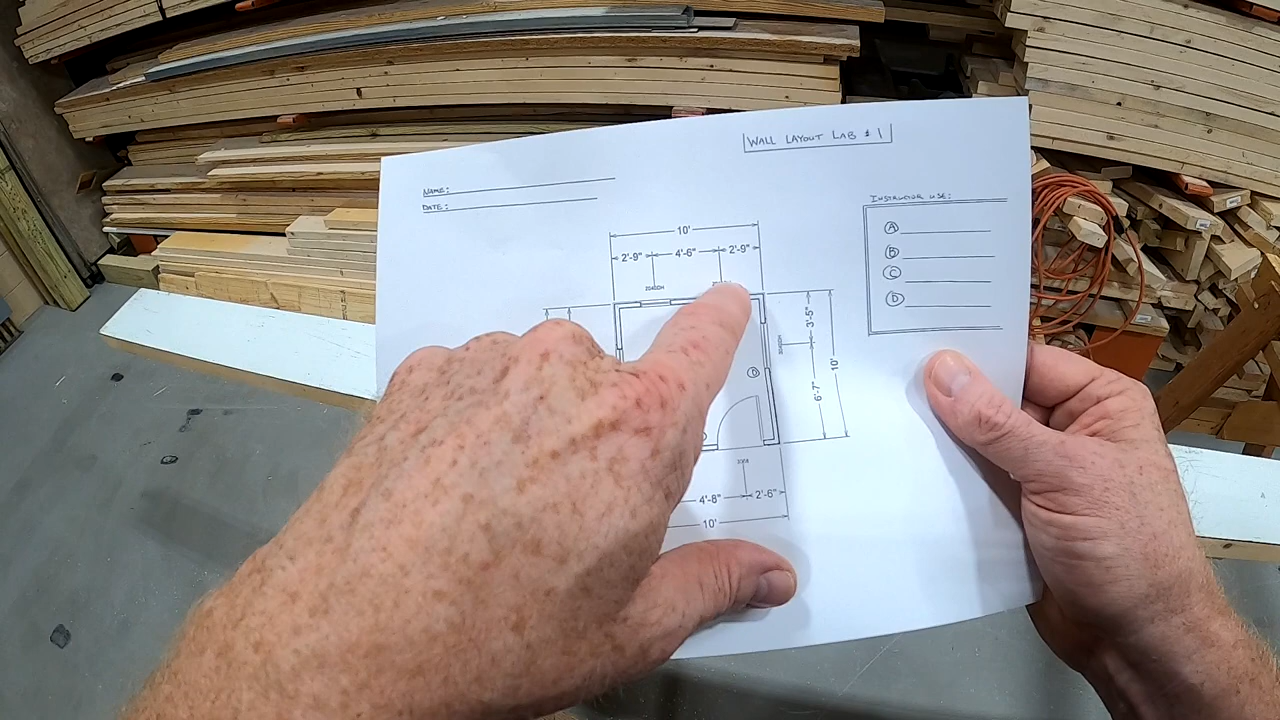 WALL LAYOUT LAB #1
NAME:
DATE:
INSTRUCTOR USE:
A
B
C
D
10'
2'-9" 4'-6" 2'-9"
3'-5"
10'
6'-7"
D
4'-8" 2'-6"
10'